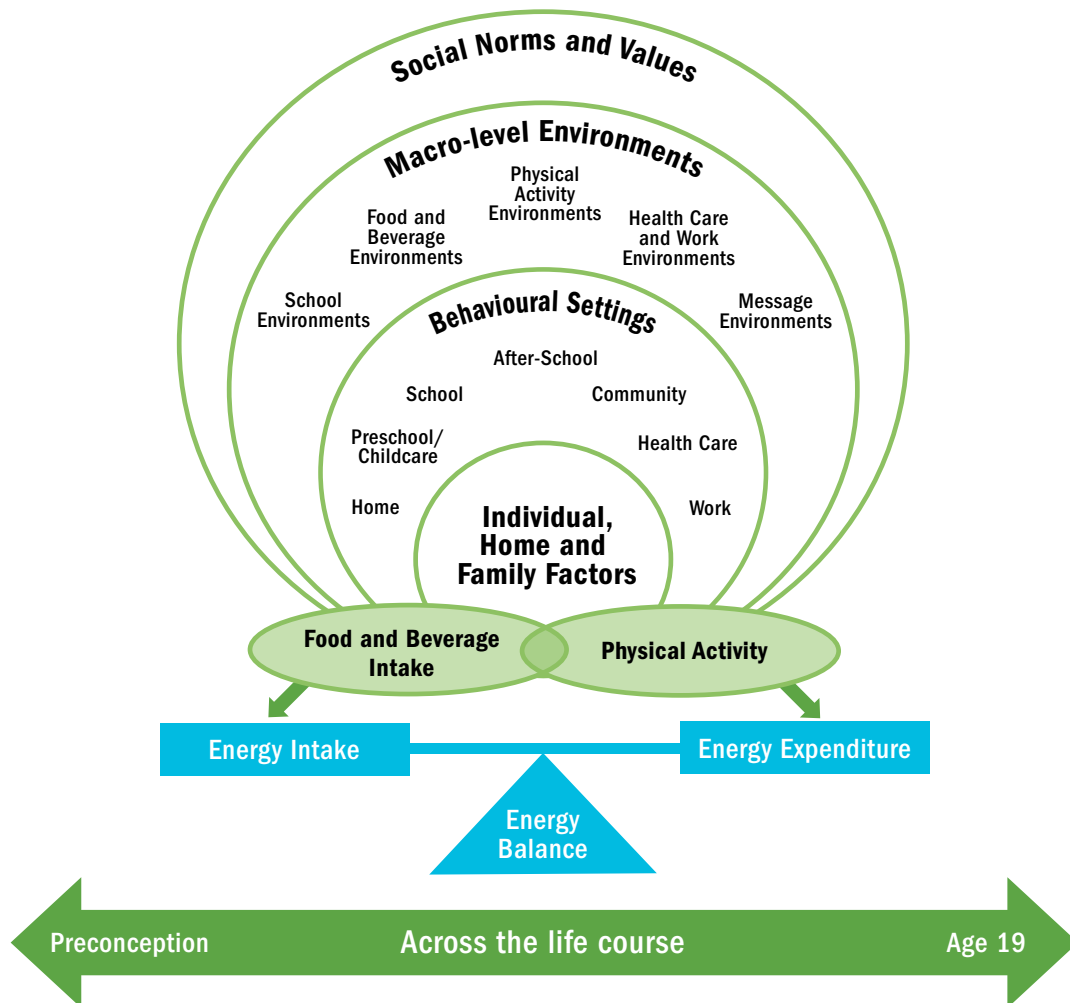 Social Norms and Values
Macro-level Environments
Physical
Activity
Environments
Food and
Beverage
Environments
Health Care
and Work
Environments
School
Environments
Message
Environments
Behavioural Settings
After-School
School
Community
Preschool/
Childcare
Health Care
Home
Work
Individual,
Home and
Family Factors
Food and Beverage
Intake
Physical Activity
Energy Intake
Energy Expenditure
Energy
Balance
Preconception
Across the life course
Age 19